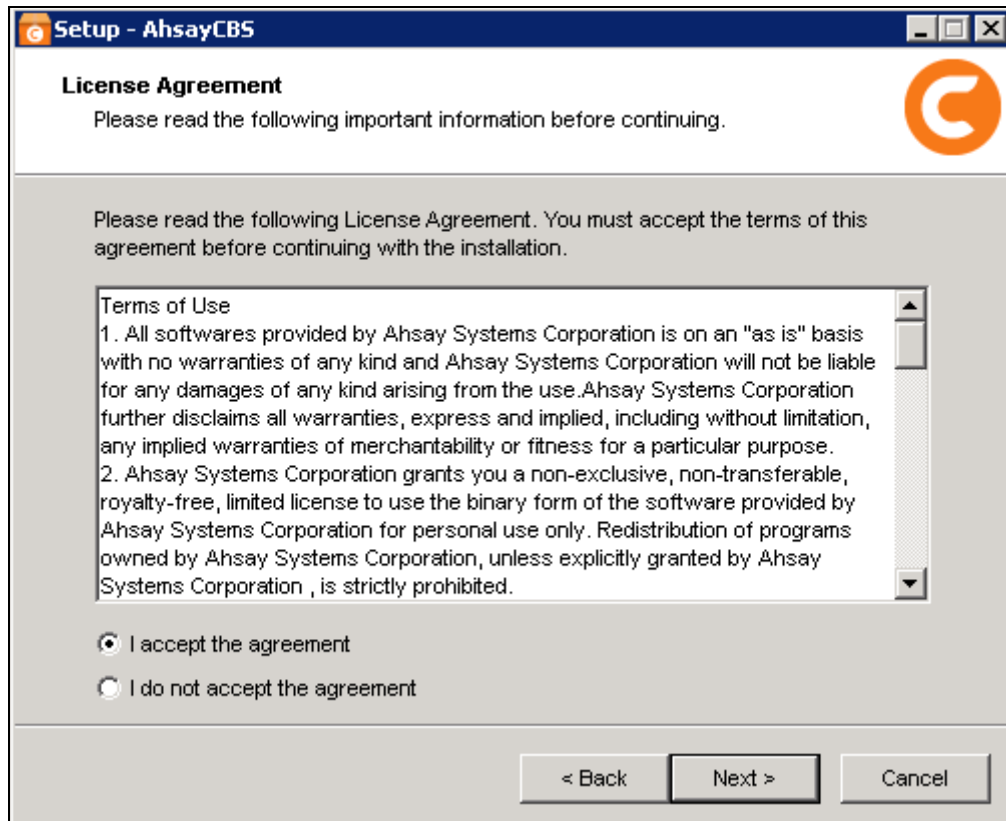 Setup - AhsayCBS
License Agreement
Please read the following important information before continuing.
Please read the following License Agreement. You must accept the terms of this
agreement before continuing with the installation.
Terms of Use
1. All softwares provided by Ahsay Systems Corporation is on an "as is" basis
with no warranties of any kind and Ahsay Systems Corporation will not be liable
for any damages of any kind arising from the use.Ahsay Systems Corporation
further disclaims all warranties, express and implied, including without limitation,
any implied warranties of merchantability or fitness for a particular purpose.
2. Ahsay Systems Corporation grants you a non-exclusive, non-transferable,
royalty-free, limited license to use the binary form of the software provided by
Ahsay Systems Corporation for personal use only. Redistribution of programs
owned by Ahsay Systems Corporation, unless explicitly granted by Ahsay
Systems Corporation , is strictly prohibited.
I accept the agreement
I do not accept the agreement
< Back
Next >
Cancel